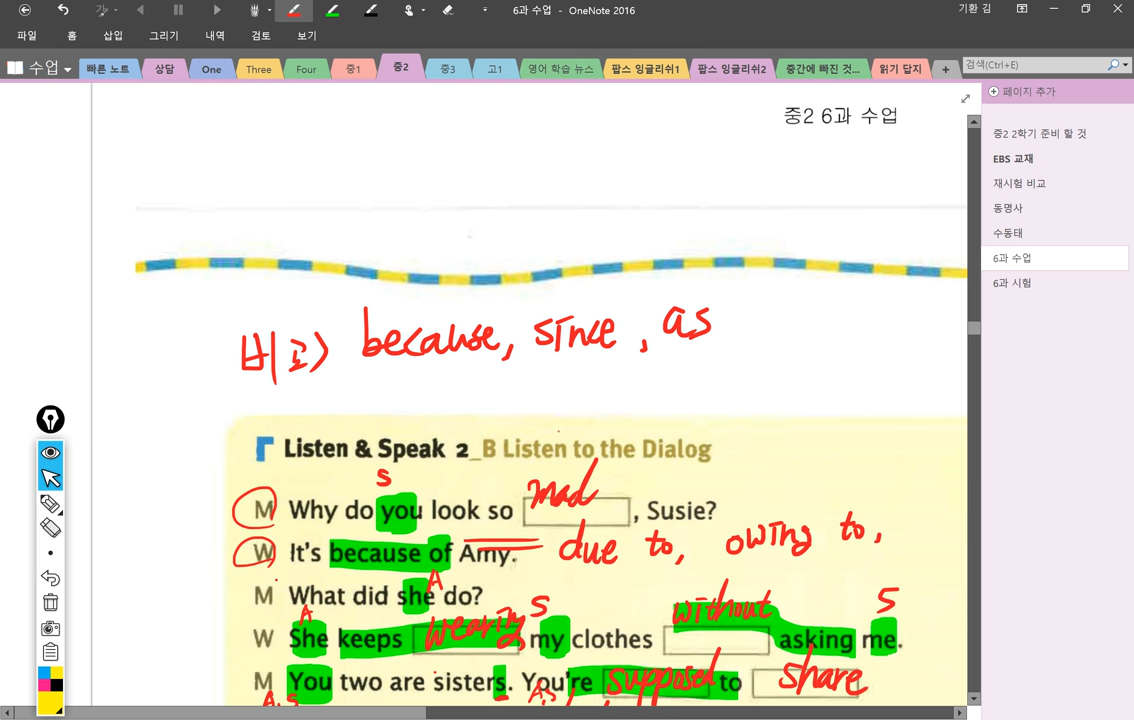 6과 수업 - OneNote 2016
기환 김
파일 홈 삽입 그리기 내역 검토 보기
수업 빠른 노트 상담 One Three Four 중1 중2 중3 고1 영어 학습 뉴스 팝스 잉글리쉬1 팝스 잉글리쉬2 중간에 빠진 것... 읽기 답지 + 검색(Ctrl+E)
페이지 추가
중2 2학기 준비 할 것
EBS 교재
재시험 비교
동명사
수동태
6과 수업
6과 시험
중2 6과 수업
비교> because, since, as
Listen & Speak 2_B Listen to the Dialog
S
M Why do you look so mad, Susie?
W It's because of Amy. due to, owing to,
A
M What did she do?
A S S
W She keeps wearing my clothes without asking me.
M You two are sisters. You're supposed to share
A,S A,S